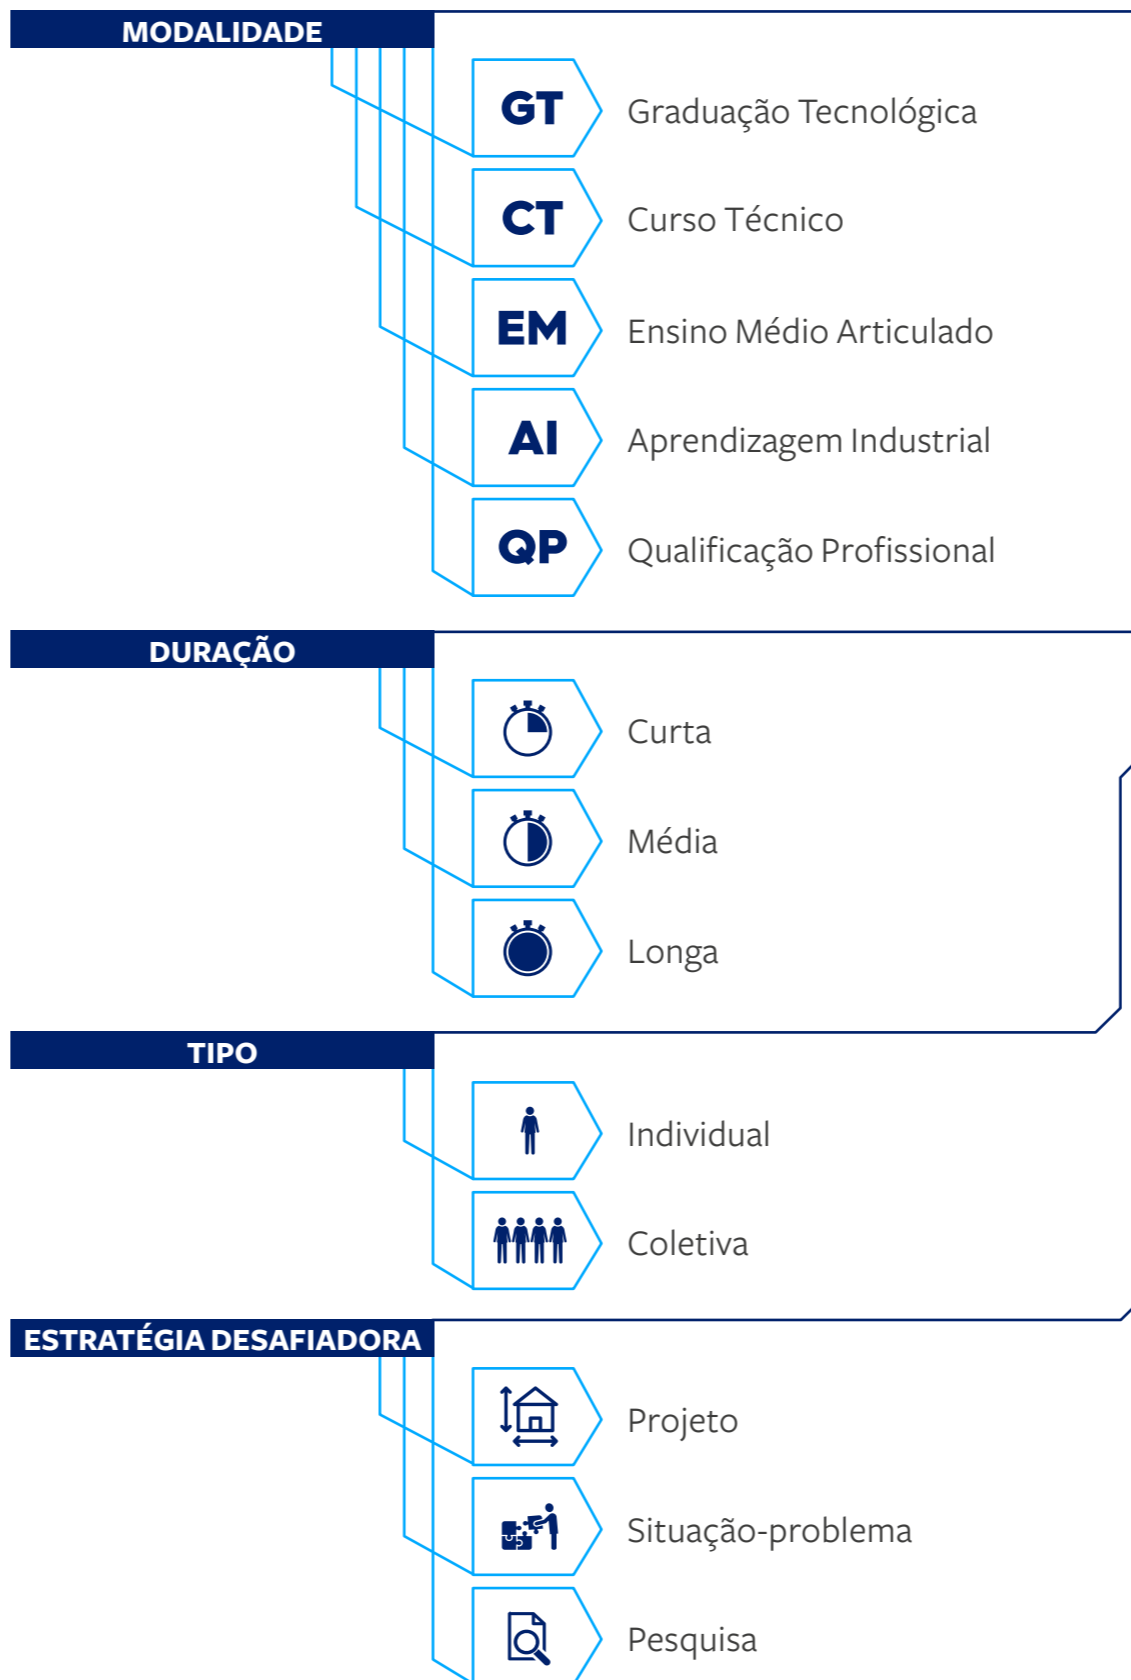 MODALIDADE
GT Graduação Tecnológica
CT Curso Técnico
EM Ensino Médio Articulado
AI Aprendizagem Industrial
QP Qualificação Profissional
DURAÇÃO
Curta
Média
Longa
TIPO
Individual
Coletiva
ESTRATÉGIA DESAFIADORA
Projeto
Situação-problema
Pesquisa